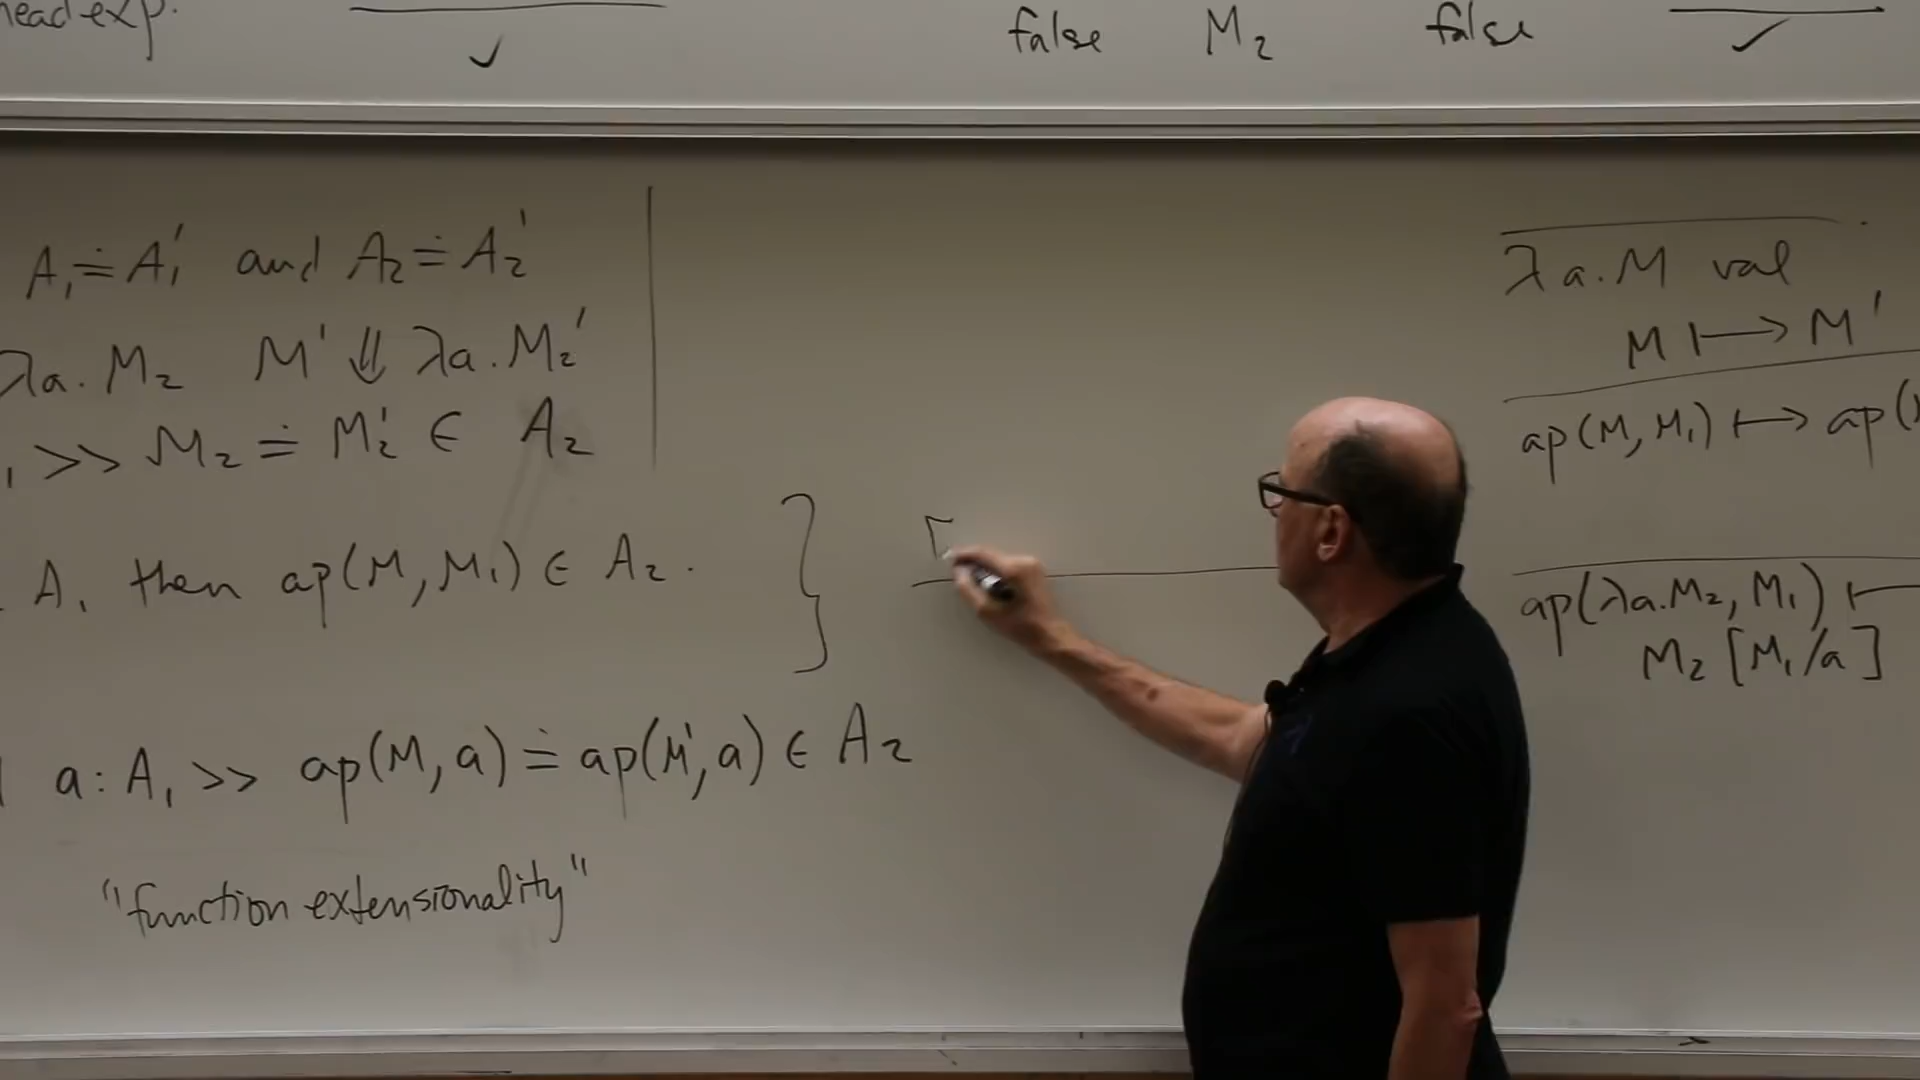 head exp. ✓ false M₂ false ✓
A₁ ≐ A₁' and A₂ ≐ A₂'
λa.M₂ M' ⇓ λa.M₂'
₁ >> M₂ ≐ M₂' ∈ A₂
A₁ then ap(M, M₁) ∈ A₂. } Γ
a : A₁ >> ap(M, a) ≐ ap(M', a) ∈ A₂
"function extensionality"
λa.M val
M ↦ M'
ap(M, M₁) ↦ ap(
ap(λa.M₂, M₁) ↦
M₂ [M₁/a]